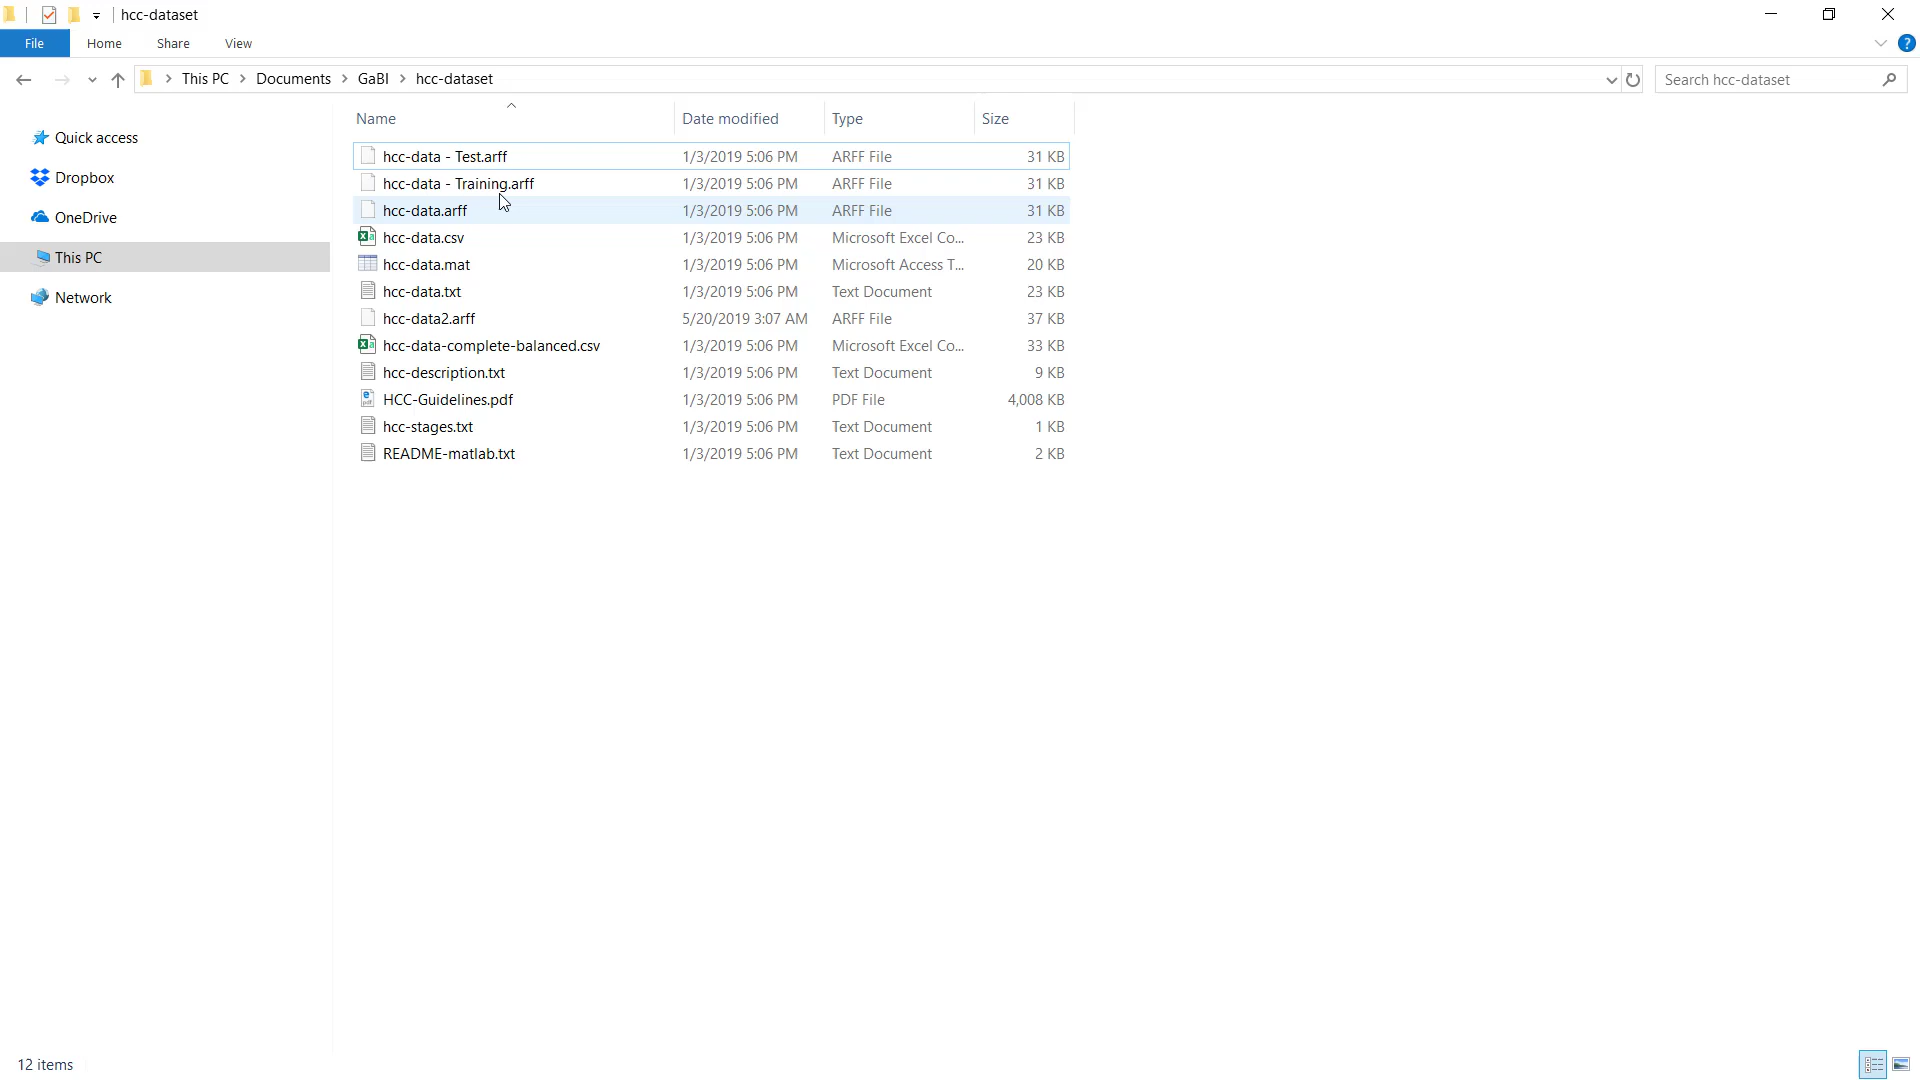 hcc-dataset
File Home Share View
This PC Documents GaBI hcc-dataset Search hcc-dataset
Name Date modified Type Size
Quick access
Dropbox
OneDrive
This PC
Network
hcc-data - Test.arff 1/3/2019 5:06 PM ARFF File 31 KB
hcc-data - Training.arff 1/3/2019 5:06 PM ARFF File 31 KB
hcc-data.arff 1/3/2019 5:06 PM ARFF File 31 KB
hcc-data.csv 1/3/2019 5:06 PM Microsoft Excel Co... 23 KB
hcc-data.mat 1/3/2019 5:06 PM Microsoft Access T... 20 KB
hcc-data.txt 1/3/2019 5:06 PM Text Document 23 KB
hcc-data2.arff 5/20/2019 3:07 AM ARFF File 37 KB
hcc-data-complete-balanced.csv 1/3/2019 5:06 PM Microsoft Excel Co... 33 KB
hcc-description.txt 1/3/2019 5:06 PM Text Document 9 KB
HCC-Guidelines.pdf 1/3/2019 5:06 PM PDF File 4,008 KB
hcc-stages.txt 1/3/2019 5:06 PM Text Document 1 KB
README-matlab.txt 1/3/2019 5:06 PM Text Document 2 KB
12 items